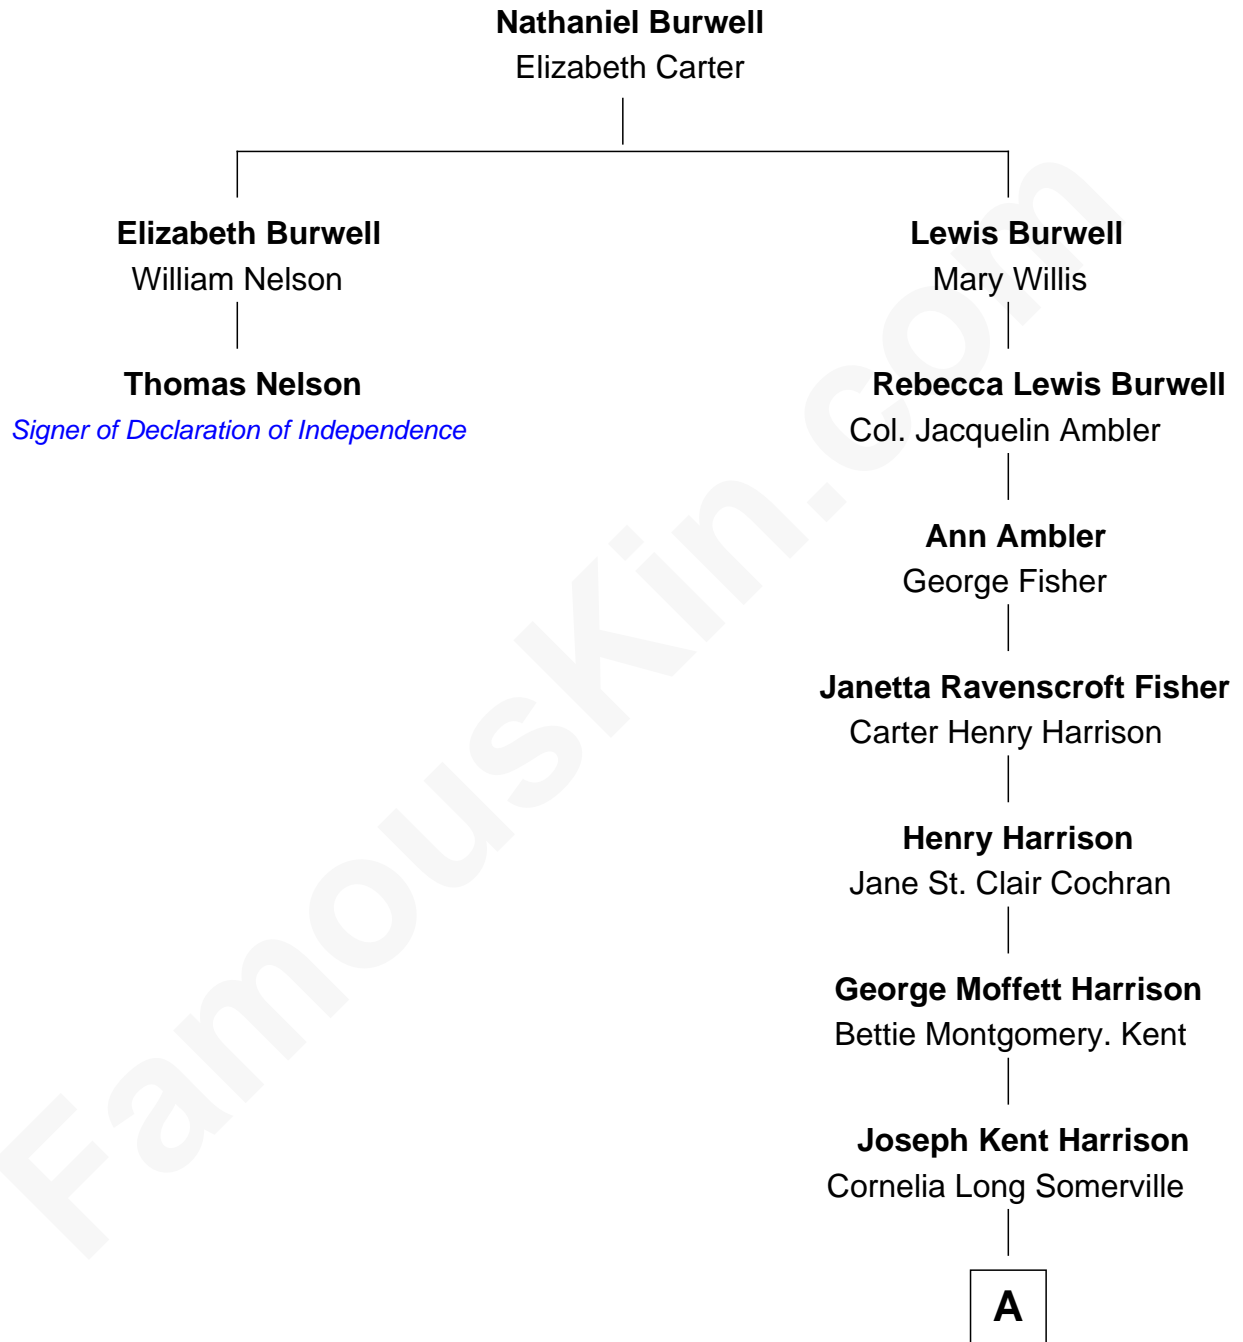 Nathaniel Burwell
Elizabeth Carter
Elizabeth Burwell
William Nelson
Thomas Nelson
Signer of Declaration of Independence
Lewis Burwell
Mary Willis
Rebecca Lewis Burwell
Col. Jacquelin Ambler
Ann Ambler
George Fisher
Janetta Ravenscroft Fisher
Carter Henry Harrison
Henry Harrison
Jane St. Clair Cochran
George Moffett Harrison
Bettie Montgomery. Kent
Joseph Kent Harrison
Cornelia Long Somerville
A
FamousKin.com